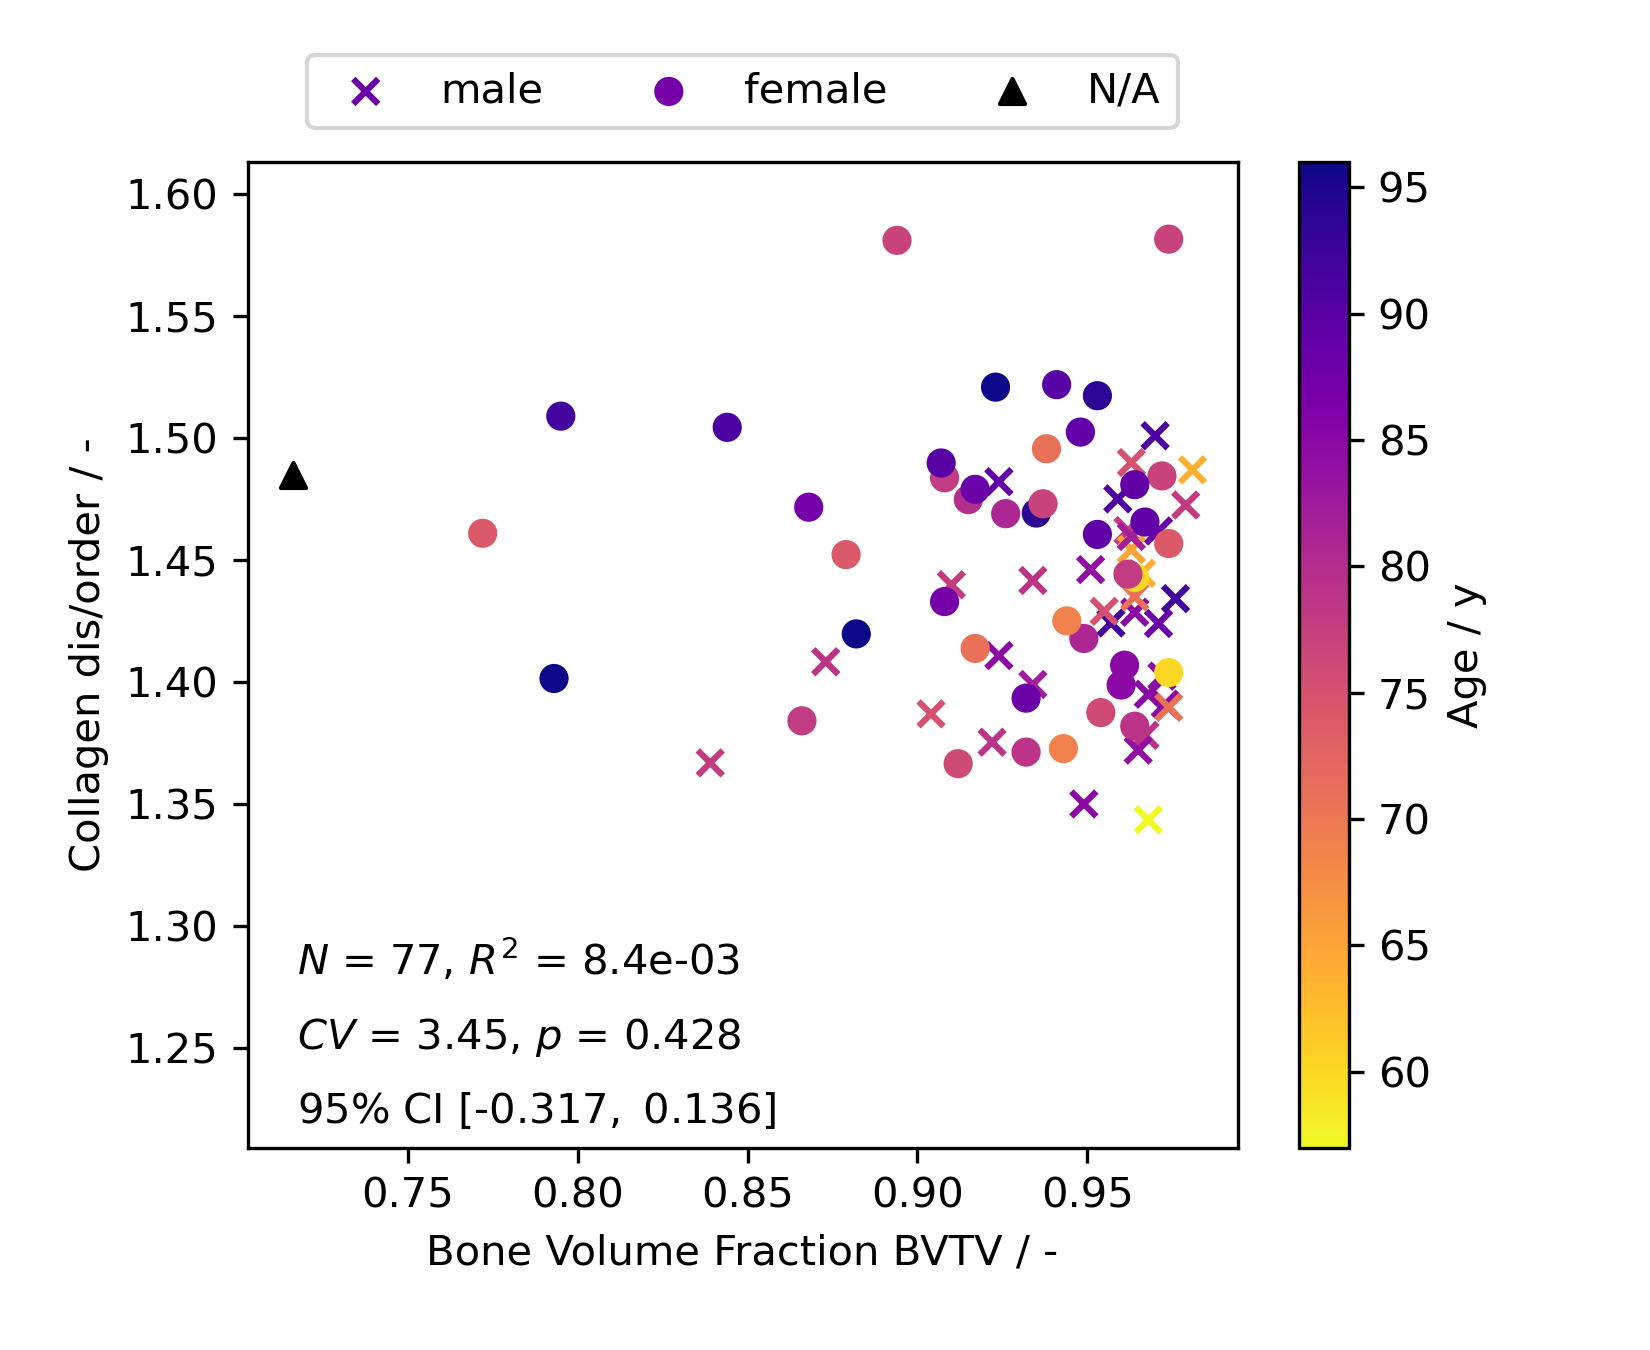 male female N/A
1.60
1.55
1.50
1.45
1.40
1.35
1.30
1.25
Collagen dis/order / -
N = 77, R² = 8.4e-03
CV = 3.45, p = 0.428
95% CI [-0.317, 0.136]
0.75 0.80 0.85 0.90 0.95
Bone Volume Fraction BVTV / -
95
90
85
80
75
70
65
60
Age / y